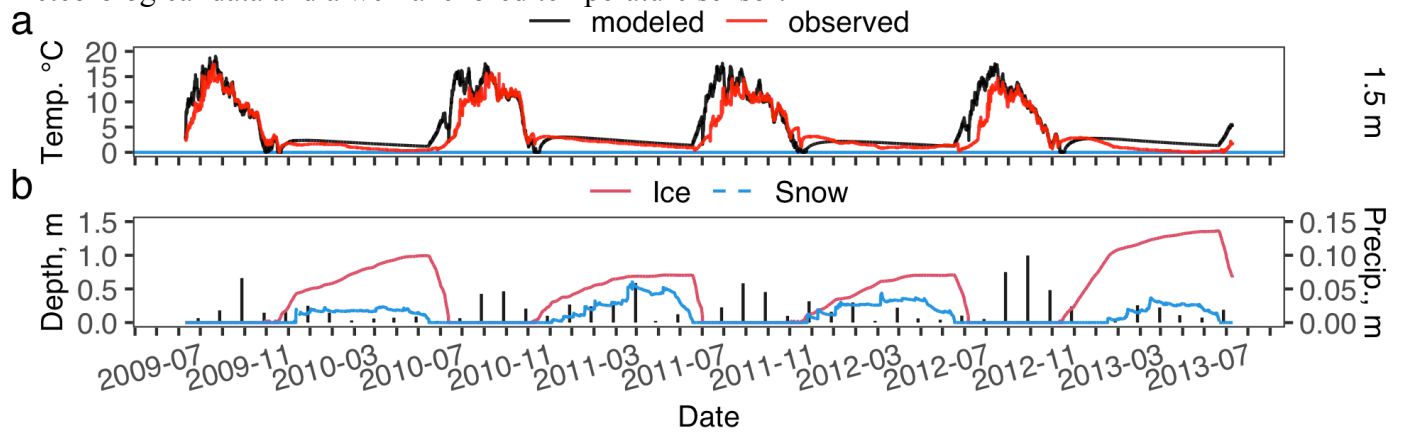 a
modeled observed
Temp. °C
20
15
10
5
0
1.5 m
b
Ice Snow
Depth, m
1.5
1.0
0.5
0.0
0.15
0.10
0.05
0.00
Precip., m
2009-07 2009-11 2010-03 2010-07 2010-11 2011-03 2011-07 2011-11 2012-03 2012-07 2012-11 2013-03 2013-07
Date